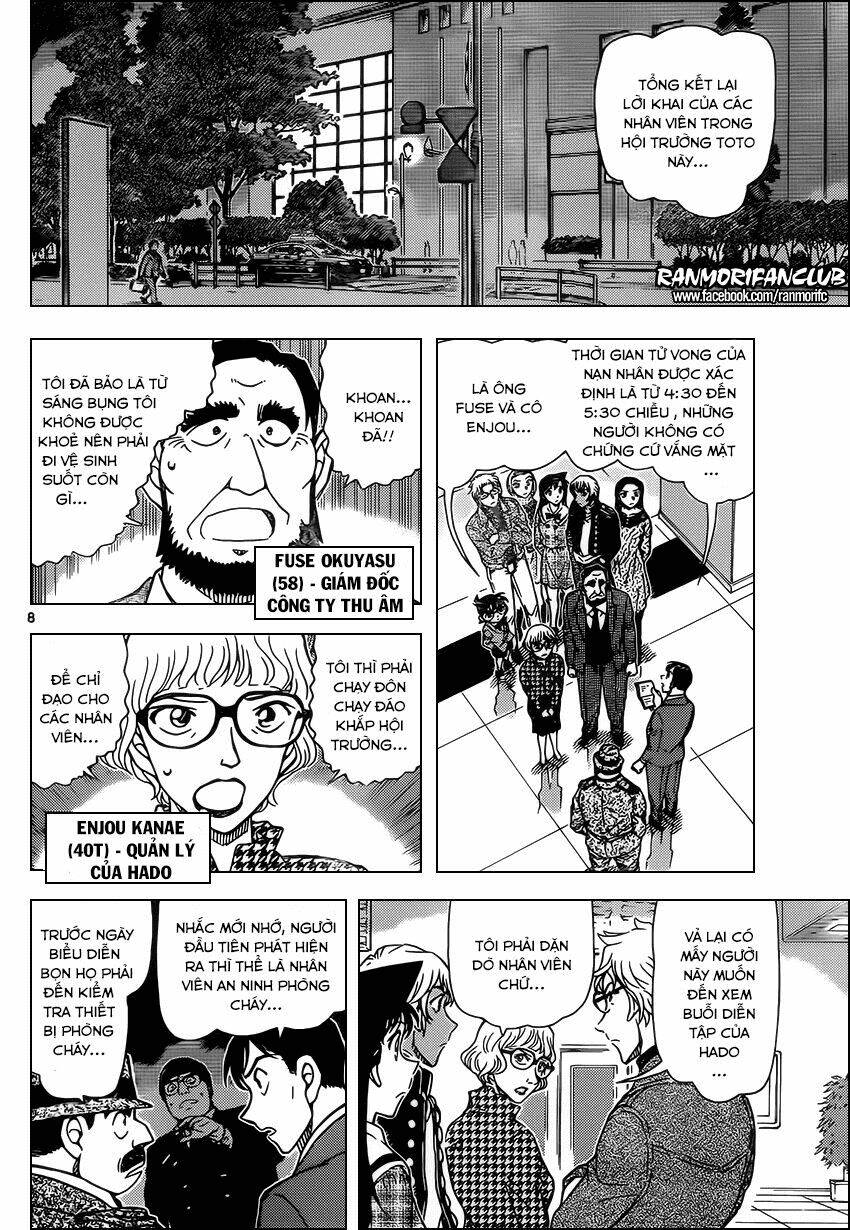 TỔNG KẾT LẠI
LỜI KHAI CỦA CÁC
NHÂN VIÊN TRONG
HỘI TRƯỜNG TOTO
NÀY...
RANMORIFANCLUB
www.facebook.com/ranmorifc
THỜI GIAN TỬ VONG CỦA
NẠN NHÂN ĐƯỢC XÁC
ĐỊNH LÀ TỪ 4:30 ĐẾN
5:30 CHIỀU , NHỮNG
NGƯỜI KHÔNG CÓ
CHỨNG CỨ VẮNG MẶT
...
LÀ ÔNG
FUSE VÀ CÔ
ENJOU...
KHOAN...
KHOAN
ĐÃ!!
TÔI ĐÃ BẢO LÀ TỪ
SÁNG BỤNG TÔI
KHÔNG ĐƯỢC
KHOẺ NÊN PHẢI
ĐI VỆ SINH
SUỐT CÒN
GÌ...
FUSE OKUYASU
(58) - GIÁM ĐỐC
CÔNG TY THU ÂM
8
TÔI THÌ PHẢI
CHẠY ĐÔN
CHẠY ĐÁO
KHẮP HỘI
TRƯỜNG...
ĐỂ CHỈ
ĐẠO CHO
CÁC NHÂN
VIÊN...
ENJOU KANAE
(40T) - QUẢN LÝ
CỦA HADO
VẢ LẠI CÓ
MẤY NGƯỜI
NÀY MUỐN
ĐẾN XEM
BUỔI DIỄN
TẬP CỦA
HADO
...
TÔI PHẢI DẶN
DÒ NHÂN VIÊN
CHỨ...
NHẮC MỚI NHỚ, NGƯỜI
ĐẦU TIÊN PHÁT HIỆN
RA THI THỂ LÀ NHÂN
VIÊN AN NINH PHÒNG
CHÁY...
TRƯỚC NGÀY
BIỂU DIỄN
BỌN HỌ PHẢI
ĐẾN KIỂM
TRA THIẾT
BỊ PHÒNG
CHÁY...